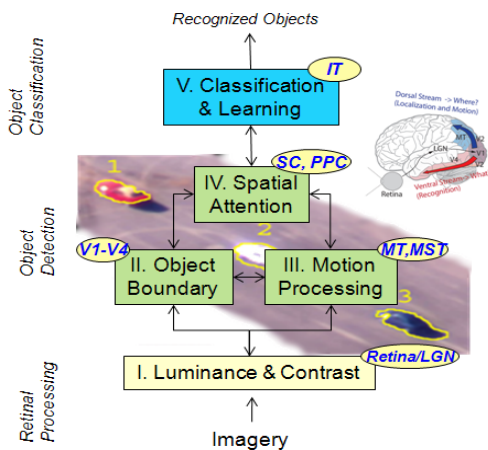 Recognized Objects
IT
V. Classification
& Learning
Object
Classification
Dorsal Stream -> Where?
(Localization and Motion)
MT
V2
LGN
V1
V4
V2
Retina
Ventral Stream -> What
(Recognition)
SC, PPC
1
IV. Spatial
Attention
2
Object
Detection
V1-V4
MT,MST
II. Object
Boundary
III. Motion
Processing
3
Retina/LGN
I. Luminance & Contrast
Retinal
Processing
Imagery